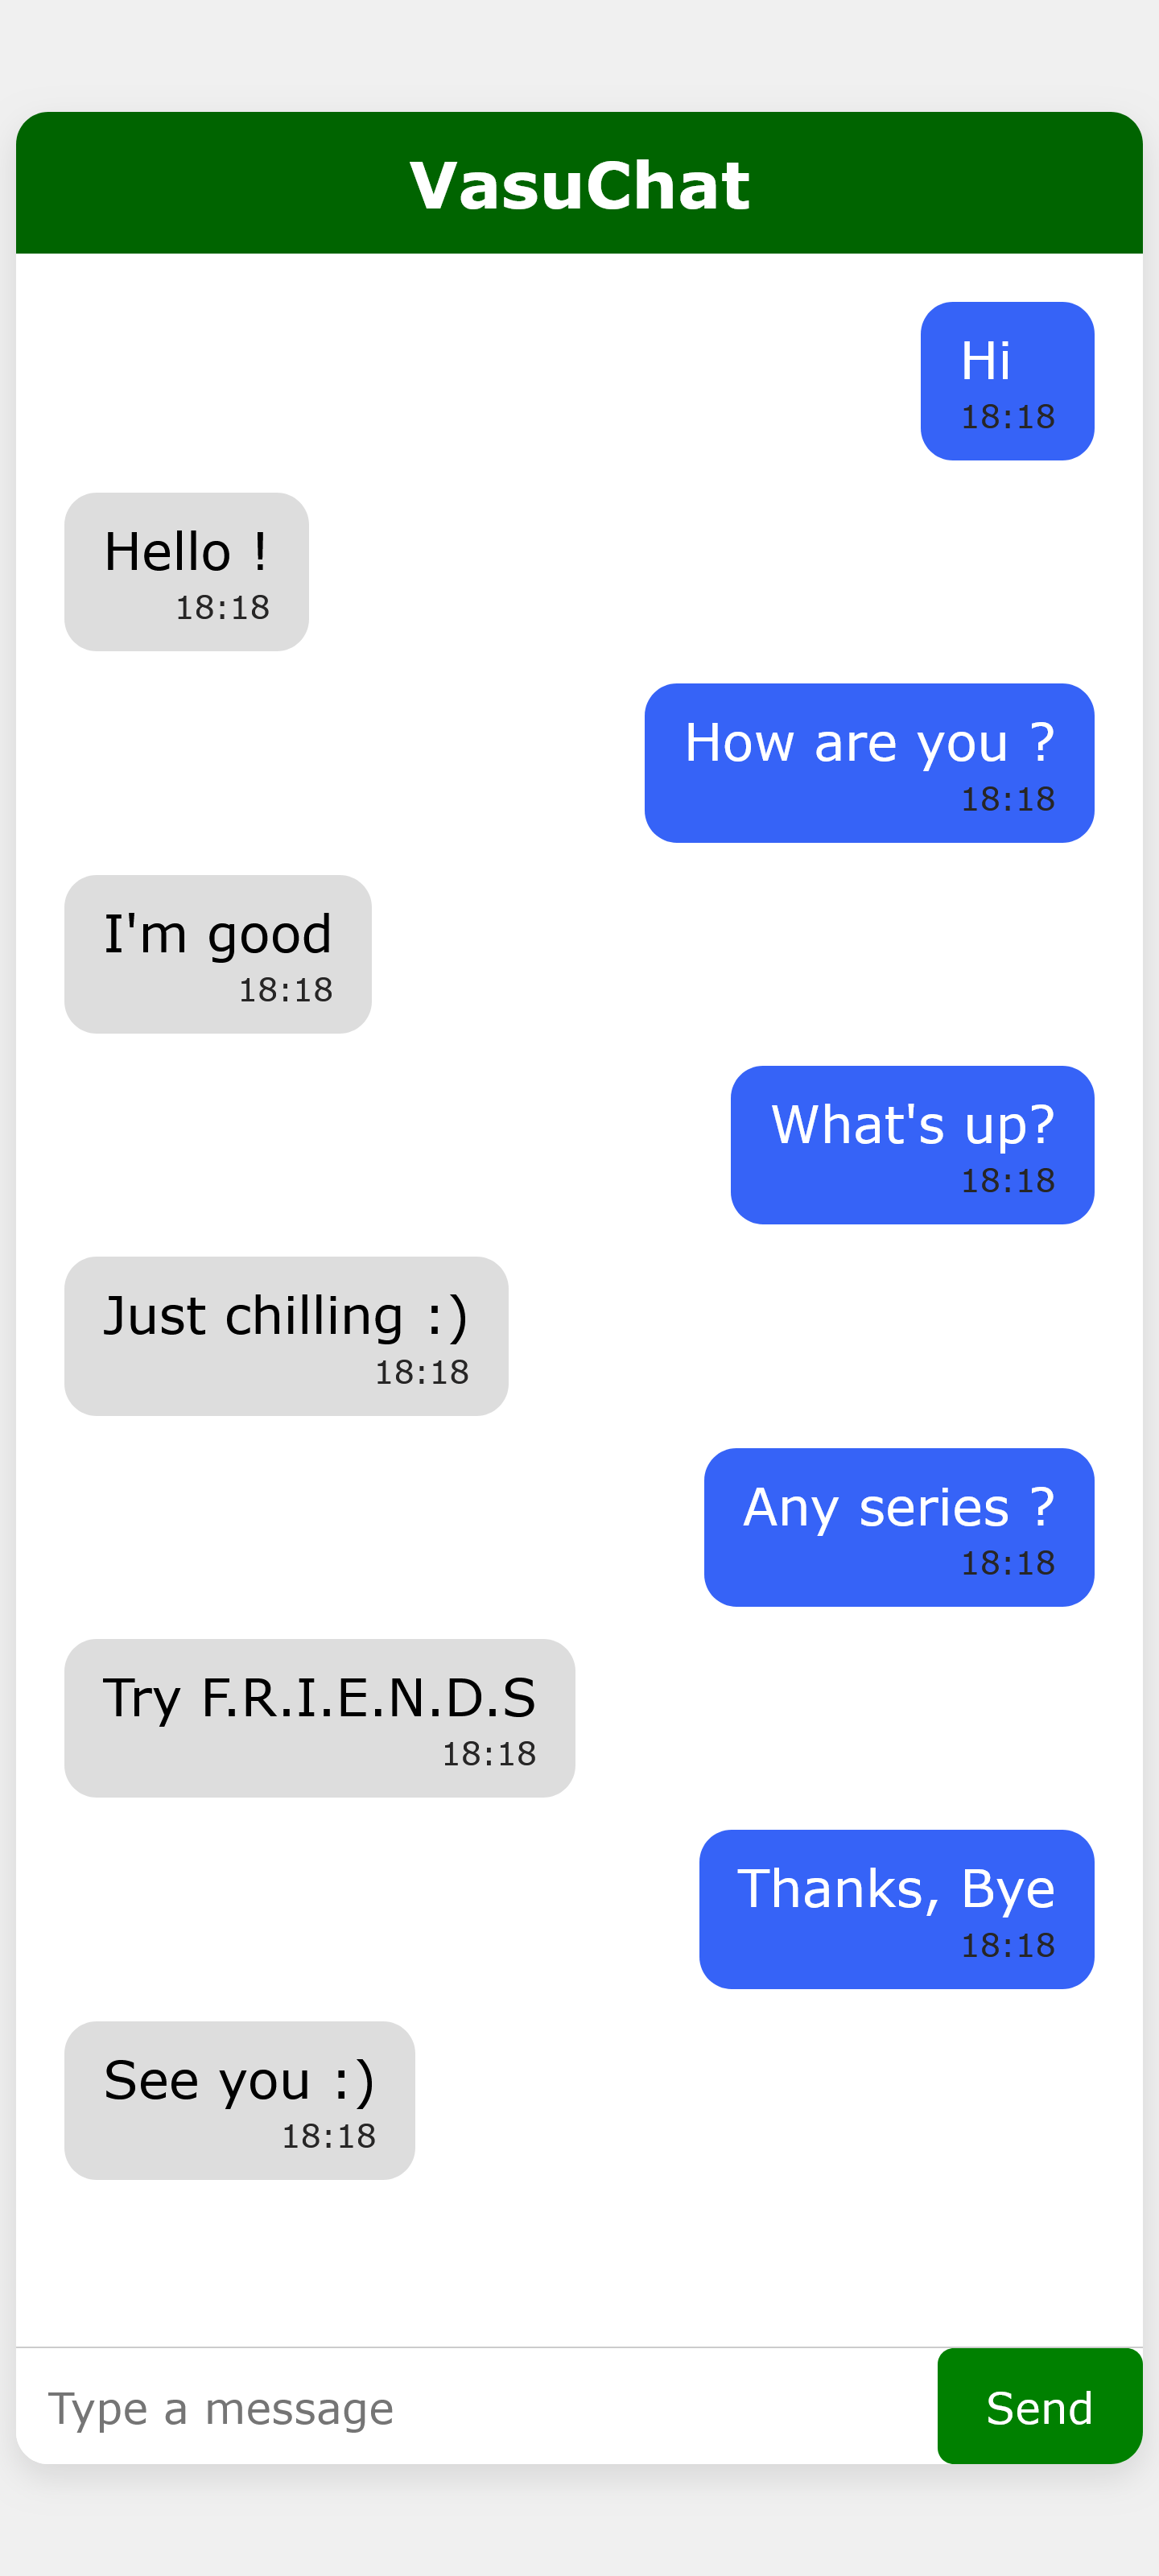 VasuChat
Hi
18:18
Hello !
18:18
How are you ?
18:18
I'm good
18:18
What's up?
18:18
Just chilling :)
18:18
Any series ?
18:18
Try F.R.I.E.N.D.S
18:18
Thanks, Bye
18:18
See you :)
18:18
Type a message
Send